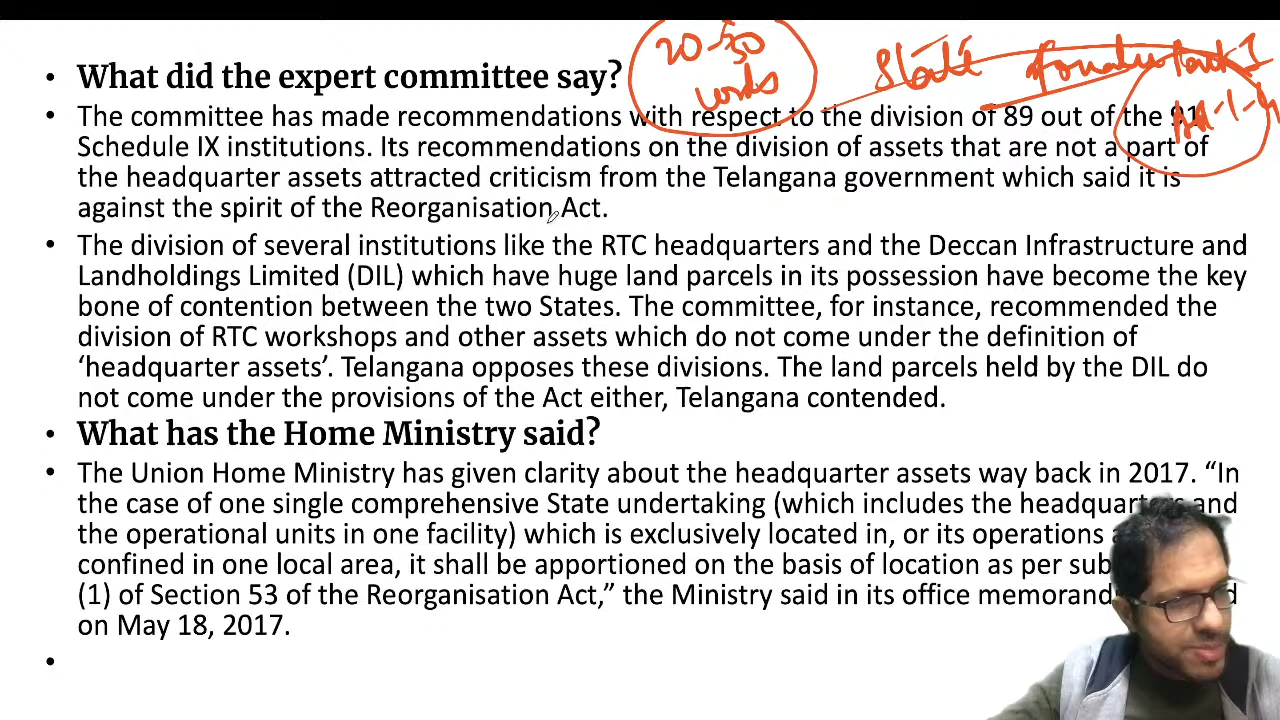 20-50
words
State
• What did the expert committee say?
• The committee has made recommendations with respect to the division of 89 out of the 91
Schedule IX institutions. Its recommendations on the division of assets that are not a part of
the headquarter assets attracted criticism from the Telangana government which said it is
against the spirit of the Reorganisation Act.
• The division of several institutions like the RTC headquarters and the Deccan Infrastructure and
Landholdings Limited (DIL) which have huge land parcels in its possession have become the key
bone of contention between the two States. The committee, for instance, recommended the
division of RTC workshops and other assets which do not come under the definition of
‘headquarter assets’. Telangana opposes these divisions. The land parcels held by the DIL do
not come under the provisions of the Act either, Telangana contended.
• What has the Home Ministry said?
• The Union Home Ministry has given clarity about the headquarter assets way back in 2017. “In
the case of one single comprehensive State undertaking (which includes the headquarters and
the operational units in one facility) which is exclusively located in, or its operations
confined in one local area, it shall be apportioned on the basis of location as per sub
(1) of Section 53 of the Reorganisation Act,” the Ministry said in its office memorand
on May 18, 2017.
•